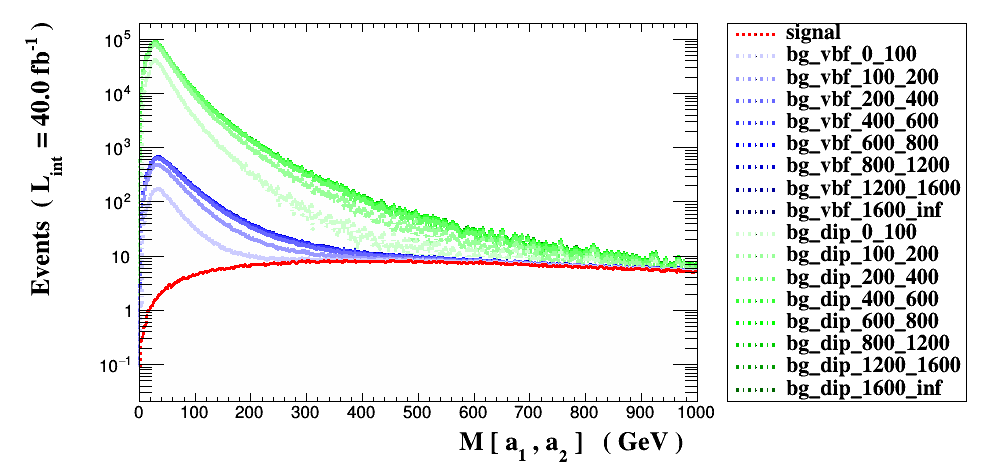 Events ( L_int = 40.0 fb^-1 )
10^5
10^4
10^3
10^2
10
1
10^-1
0 100 200 300 400 500 600 700 800 900 1000
M [ a_1 , a_2 ] ( GeV )
signal
bg_vbf_0_100
bg_vbf_100_200
bg_vbf_200_400
bg_vbf_400_600
bg_vbf_600_800
bg_vbf_800_1200
bg_vbf_1200_1600
bg_vbf_1600_inf
bg_dip_0_100
bg_dip_100_200
bg_dip_200_400
bg_dip_400_600
bg_dip_600_800
bg_dip_800_1200
bg_dip_1200_1600
bg_dip_1600_inf